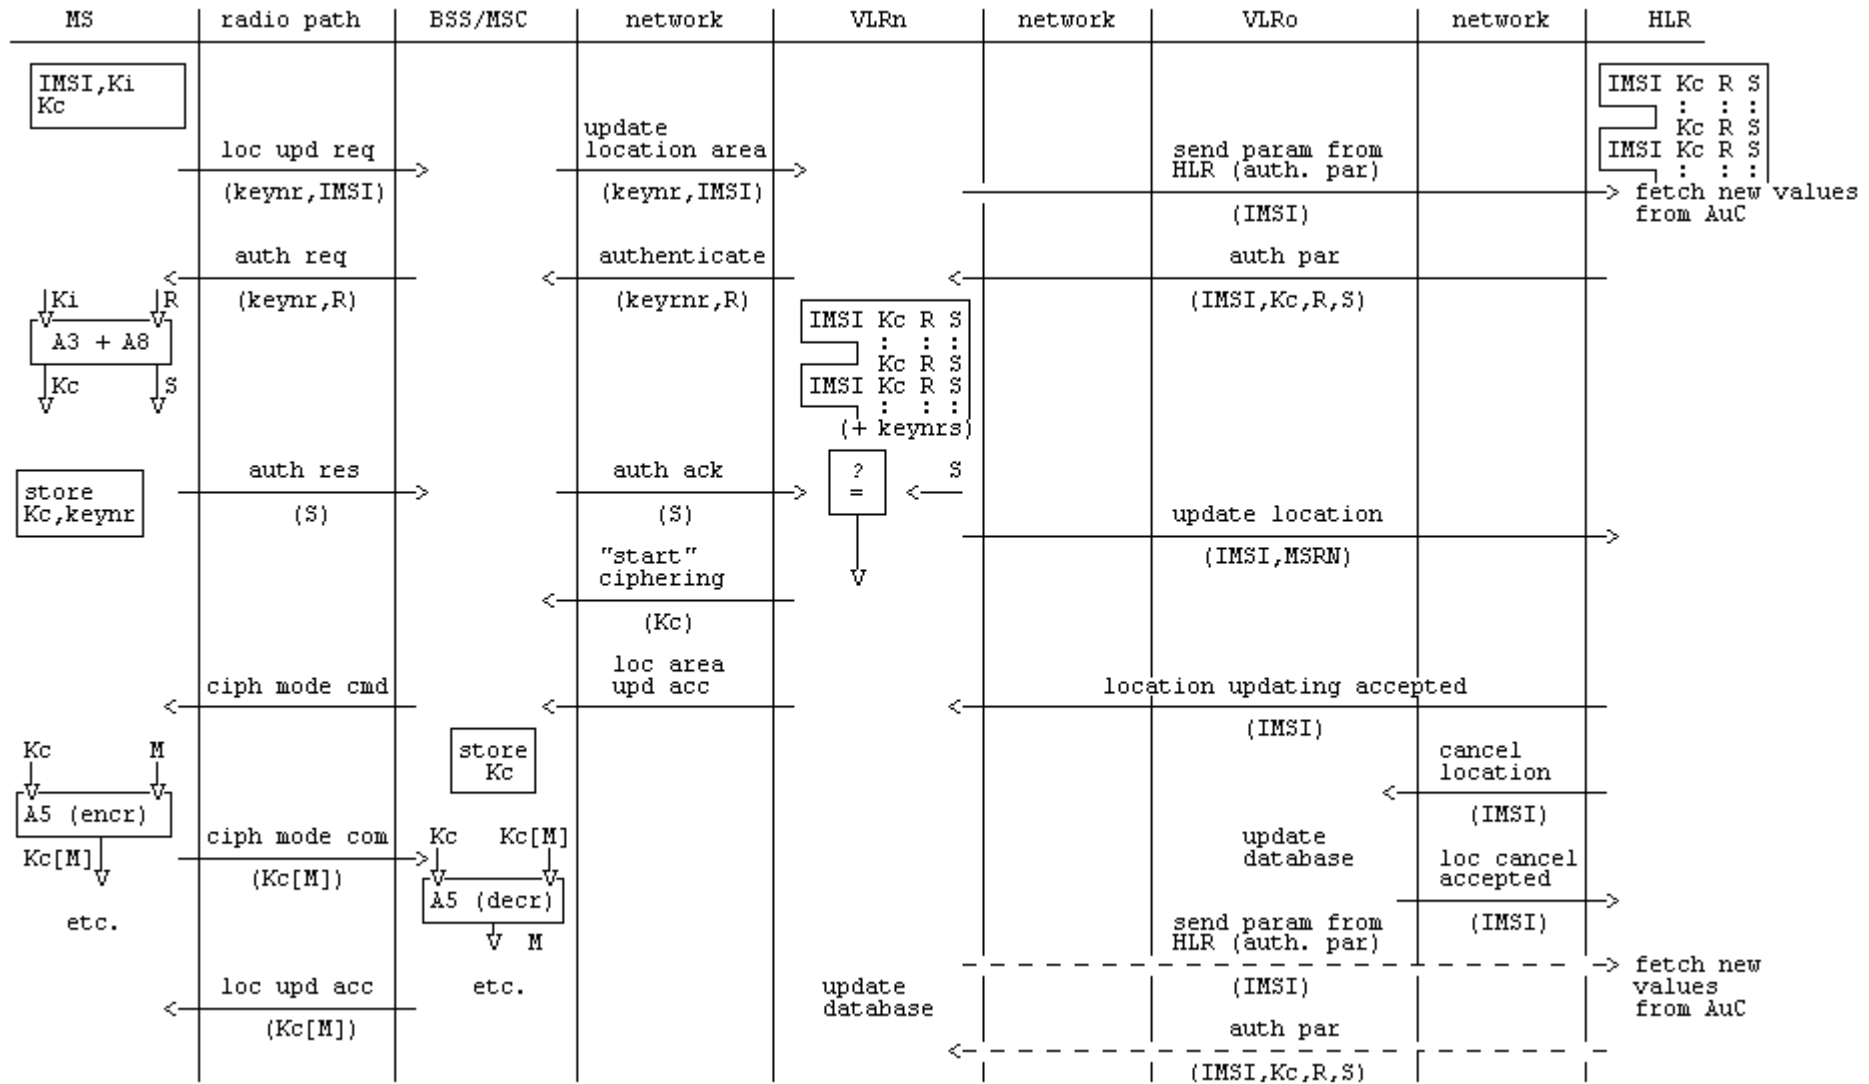 MS radio path BSS/MSC network VLRn network VLRo network HLR
IMSI,Ki IMSI Kc R S
Kc : : :
Kc R S
update
loc upd req location area send param from IMSI Kc R S
HLR (auth. par) : : :
(keynr,IMSI) (keynr,IMSI) fetch new values
(IMSI) from AuC
auth req authenticate auth par
Ki R (keynr,R) (keyrnr,R) (IMSI,Kc,R,S)
IMSI Kc R S
A3 + A8 : : :
Kc R S
Kc S IMSI Kc R S
: : :
(+ keynrs)
auth res auth ack ? S
store =
Kc,keynr (S) (S) update location
"start" (IMSI,MSRN)
ciphering
(Kc)
loc area
ciph mode cmd upd acc location updating accepted
(IMSI)
Kc M store cancel
Kc location
A5 (encr) (IMSI)
ciph mode com Kc Kc[M] update
Kc[M] database loc cancel
(Kc[M]) accepted
A5 (decr)
etc. send param from (IMSI)
M HLR (auth. par)
fetch new
loc upd acc etc. update (IMSI) values
database from AuC
(Kc[M]) auth par
(IMSI,Kc,R,S)